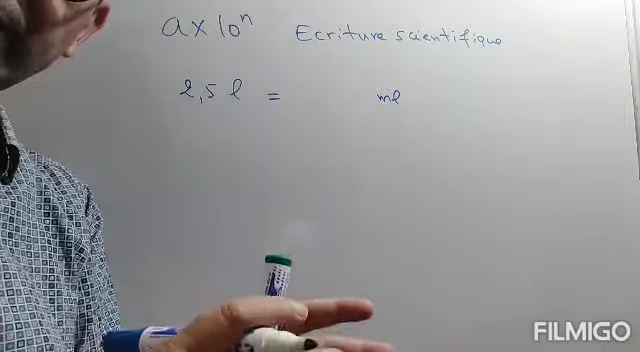 a × 10ⁿ Ecriture scientifique
2,5 l = ml
FILMIGO